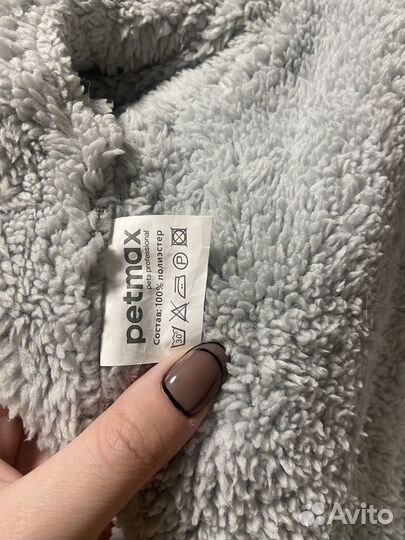 petmax
pets professional
Состав: 100% полиэстер
30°
P
Avito